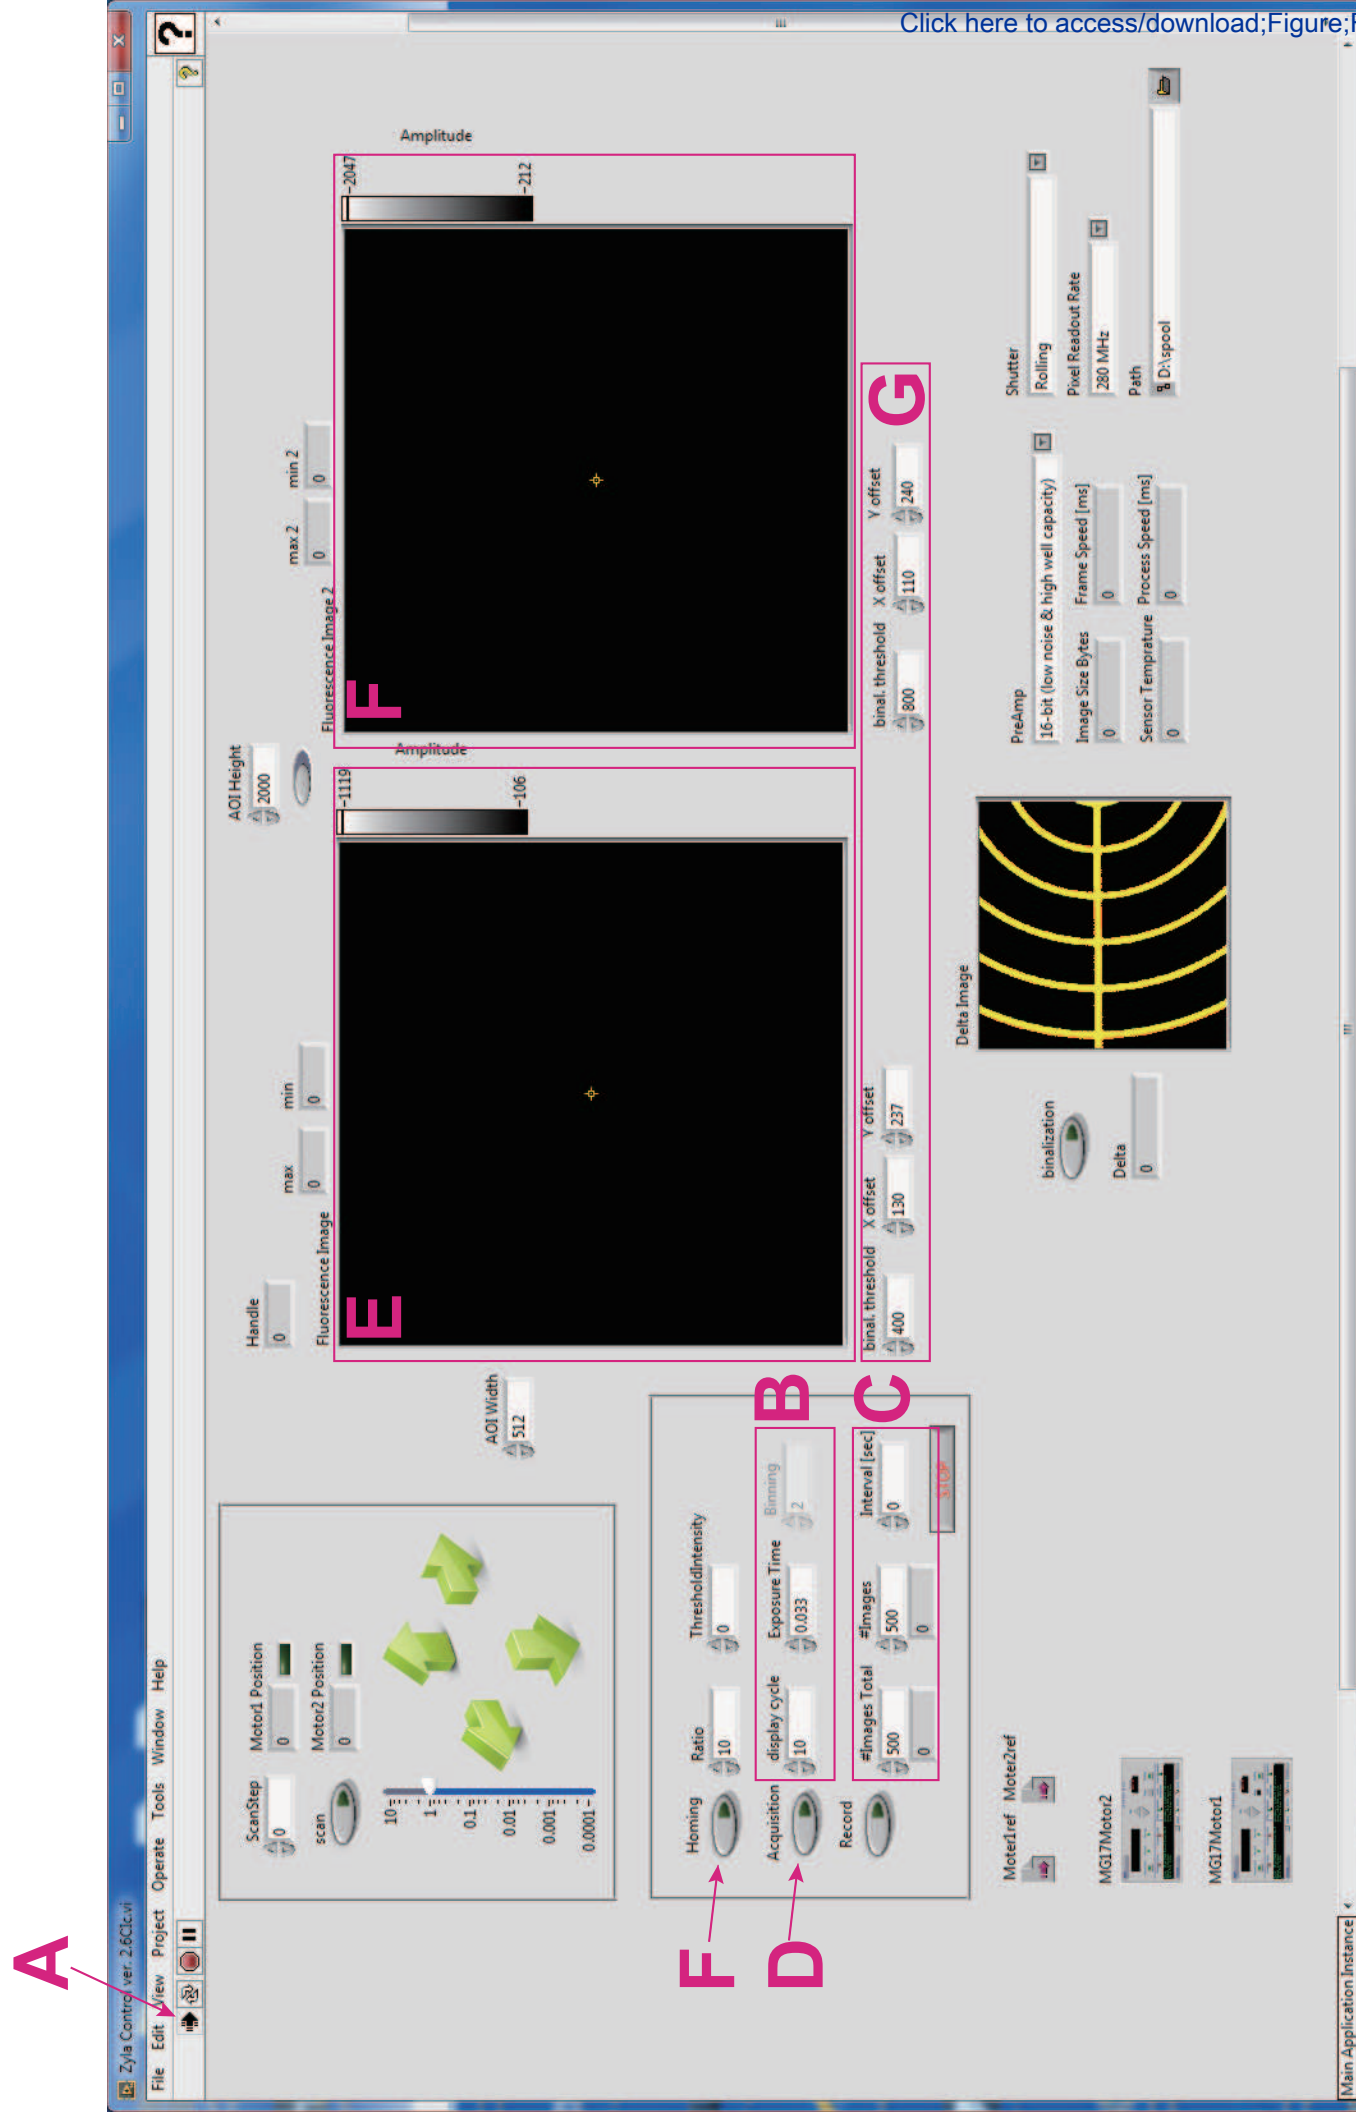 Click here to access/download;Figure;F
A
Zyla Control ver. 2.6CIc.vi
File Edit View Project Operate Tools Window Help
?
ScanStep
0
Motor1 Position
0
scan
Motor2 Position
0
10
1
0.1
0.01
0.001
0.0001
Handle
0
AOI Width
512
AOI Height
2000
max
0
min
0
Fluorescence Image
E
-1119
-106
Amplitude
max 2
0
min 2
0
Fluorescence Image 2
F
-2047
-212
Amplitude
Homing
Ratio
10
ThresholdIntensity
0
F
Acquisition
display cycle
10
Exposure Time
0.033
Binning
2
B
D
Record
#Images Total
500
0
#Images
500
0
Interval [sec]
0
C
STOP
binal. threshold X offset Y offset
400 130 237
binal. threshold X offset Y offset
800 110 240
G
Moter1ref Moter2ref
MG17Motor2
MG17Motor1
binalization
Delta
0
Delta Image
PreAmp
16-bit (low noise & high well capacity)
Image Size Bytes
0
Frame Speed [ms]
0
Sensor Temprature
0
Process Speed [ms]
0
Shutter
Rolling
Pixel Readout Rate
280 MHz
Path
D:\spool
Main Application Instance